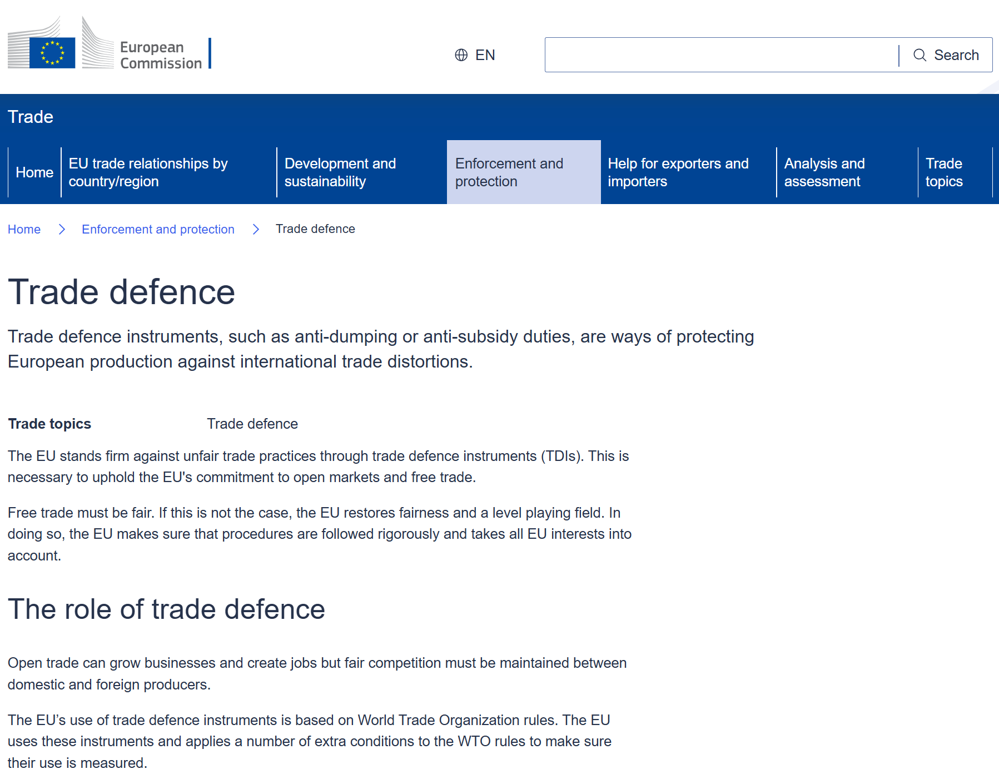 European
Commission
EN
Search
Trade
Home
EU trade relationships by
country/region
Development and
sustainability
Enforcement and
protection
Help for exporters and
importers
Analysis and
assessment
Trade
topics
Home
Enforcement and protection
Trade defence
Trade defence
Trade defence instruments, such as anti-dumping or anti-subsidy duties, are ways of protecting
European production against international trade distortions.
Trade topics
Trade defence
The EU stands firm against unfair trade practices through trade defence instruments (TDIs). This is
necessary to uphold the EU's commitment to open markets and free trade.
Free trade must be fair. If this is not the case, the EU restores fairness and a level playing field. In
doing so, the EU makes sure that procedures are followed rigorously and takes all EU interests into
account.
The role of trade defence
Open trade can grow businesses and create jobs but fair competition must be maintained between
domestic and foreign producers.
The EU’s use of trade defence instruments is based on World Trade Organization rules. The EU
uses these instruments and applies a number of extra conditions to the WTO rules to make sure
their use is measured.